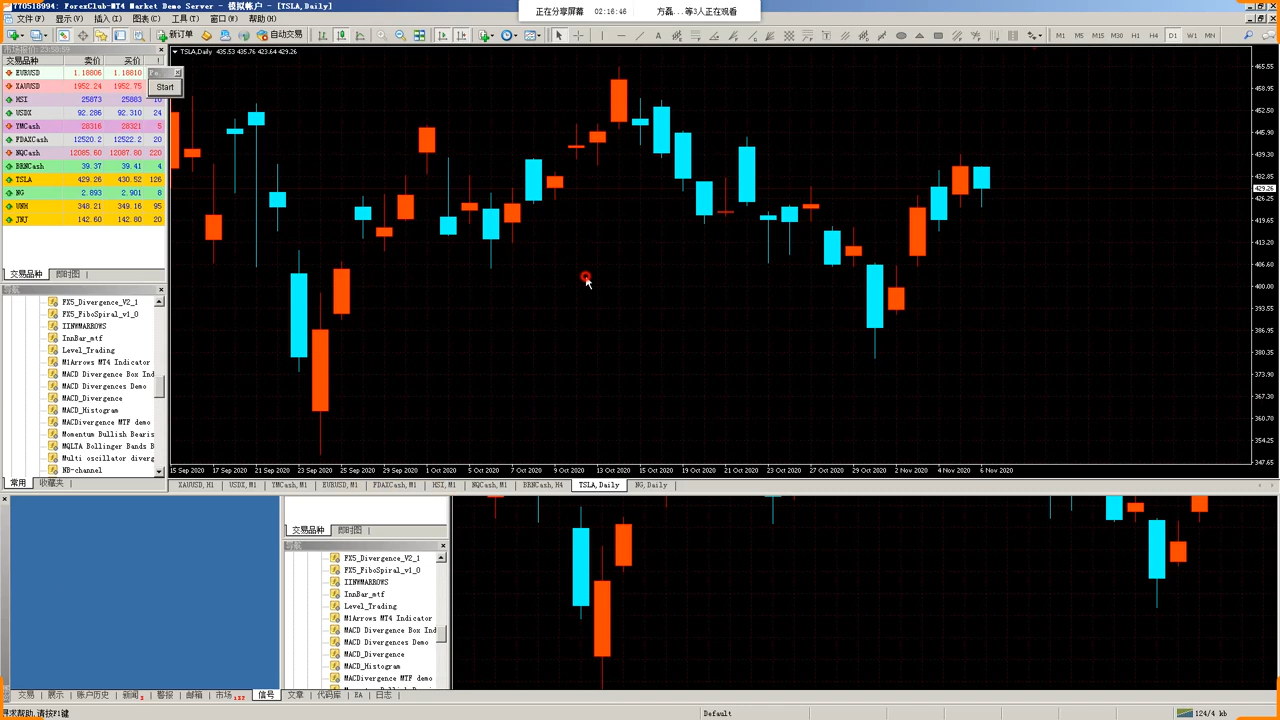 770518994: ForexClub-MT4 Market Demo Server - 模拟帐户 - [TSLA,Daily]
正在分享屏幕 02:16:46 方磊...等3人正在观看
文件(F) 显示(V) 插入(I) 图表(C) 工具(T) 窗口(W) 帮助(H)
新订单 自动交易 A M1 M5 M15 M30 H1 H4 D1 W1 MN
市场报价: 23:58:59
交易品种 卖价 买价 !
EURUSD 1.18806 1.18810
XAUUSD 1952.24 1952.75
HSI 25873 25883 10
USDX 92.286 92.310 24
YMCash 28316 28321 5
FDAXCash 12520.2 12522.2 20
NQCash 12085.60 12087.80 220
BRNCash 39.37 39.41 4
TSLA 429.26 430.52 126
NG 2.893 2.901 8
UNH 348.21 349.16 95
JNJ 142.60 142.80 20
Start
交易品种 | 即时图 |
导航
FX5_Divergence_V2_1
FX5_FiboSpiral_v1_0
IINWMARROWS
InnBar_mtf
Level_Trading
M1Arrows MT4 Indicator
MACD Divergence Box Ind
MACD Divergences Demo
MACD_Divergence
MACD_Histogram
MACDivergence MTF demo
Momentum Bullish Bearis
MQLTA Bollinger Bands B
Multi oscillator diverg
NB-channel
常用 | 收藏夹 |
TSLA,Daily 435.53 435.76 423.64 429.26
465.55
458.95
452.50
445.90
439.30
432.85
429.26
426.25
419.65
413.20
406.60
400.00
393.55
386.95
380.35
373.90
367.30
360.70
354.25
347.65
15 Sep 2020 17 Sep 2020 21 Sep 2020 23 Sep 2020 25 Sep 2020 29 Sep 2020 1 Oct 2020 5 Oct 2020 7 Oct 2020 9 Oct 2020 13 Oct 2020 15 Oct 2020 19 Oct 2020 21 Oct 2020 23 Oct 2020 27 Oct 2020 29 Oct 2020 2 Nov 2020 4 Nov 2020 6 Nov 2020
XAUUSD,H1 | USDX,M1 | YMCash,M1 | EURUSD,M1 | FDAXCash,M1 | HSI,M1 | NQCash,M1 | BRNCash,H4 | TSLA,Daily | NG,Daily |
交易品种 | 即时图 |
导航
FX5_Divergence_V2_1
FX5_FiboSpiral_v1_0
IINWMARROWS
InnBar_mtf
Level_Trading
M1Arrows MT4 Indicator
MACD Divergence Box Ind
MACD Divergences Demo
MACD_Divergence
MACD_Histogram
MACDivergence MTF demo
交易 | 展示 | 账户历史 | 新闻 | 警报 | 邮箱 | 市场 132 | 信号 | 文章 | 代码库 | EA | 日志 |
寻求帮助,请按F1键 Default 124/4 kb